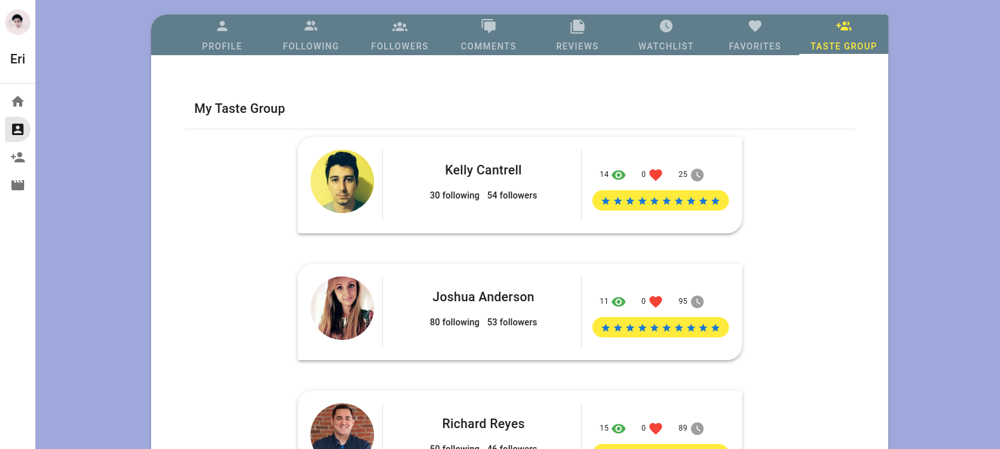 Eri
PROFILE
FOLLOWING
FOLLOWERS
COMMENTS
REVIEWS
WATCHLIST
FAVORITES
TASTE GROUP
My Taste Group
Kelly Cantrell
30 following 54 followers
14 0 25
Joshua Anderson
80 following 53 followers
11 0 95
Richard Reyes
50 following 46 followers
15 0 89